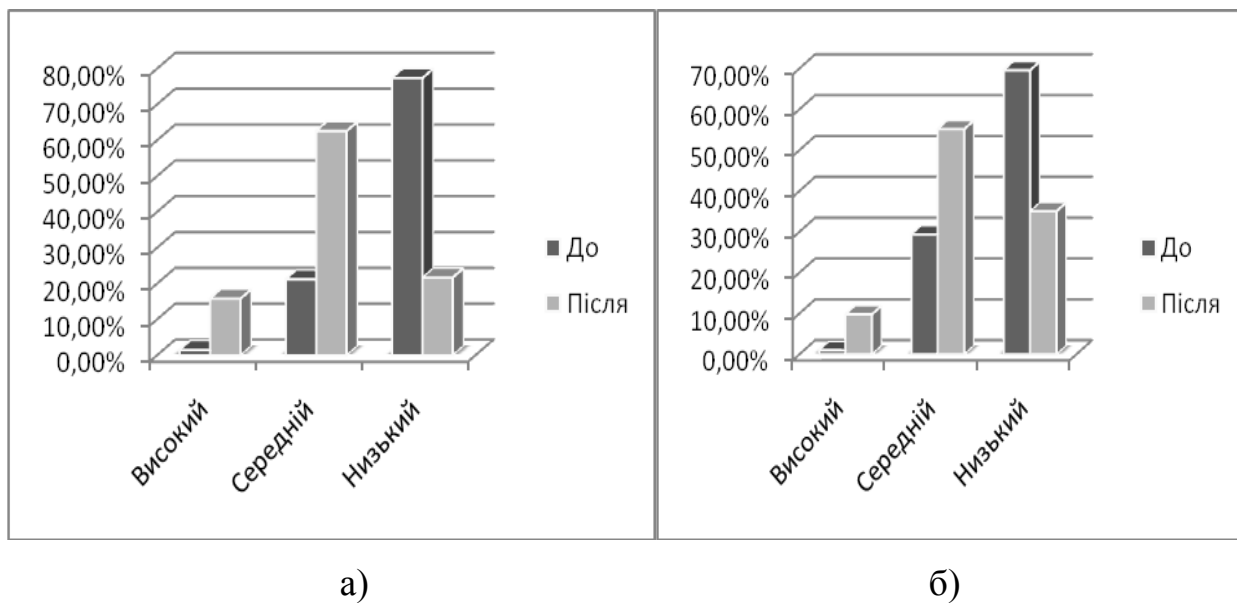 80,00%
70,00%
60,00%
50,00%
40,00%
30,00%
20,00%
10,00%
0,00%
Високий
Середній
Низький
До
Після
а)
70,00%
60,00%
50,00%
40,00%
30,00%
20,00%
10,00%
0,00%
Високий
Середній
Низький
До
Після
б)